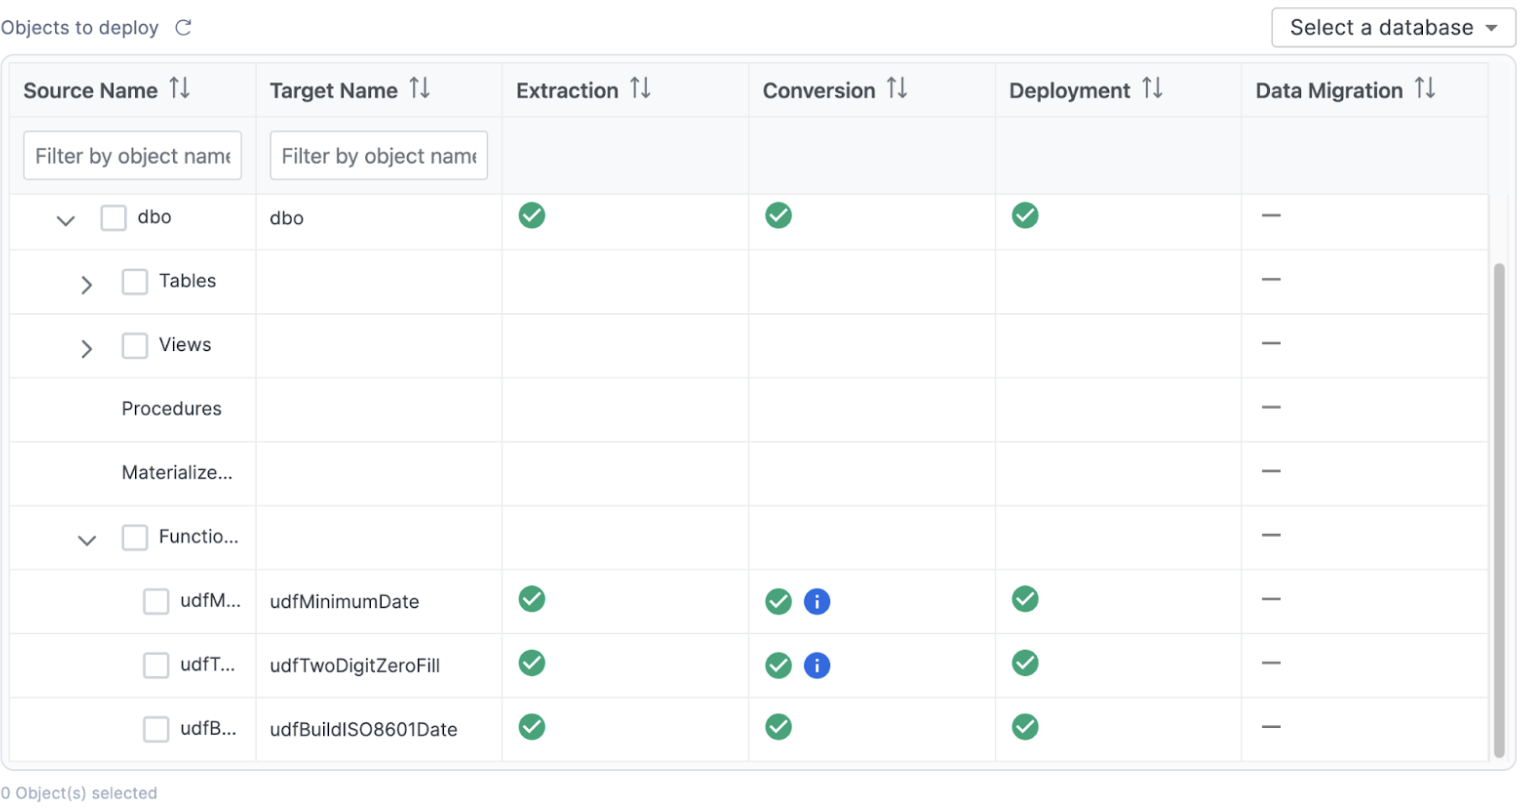 Objects to deploy
Select a database
Source Name Target Name Extraction Conversion Deployment Data Migration
Filter by object name Filter by object name
dbo dbo
Tables
Views
Procedures
Materialize...
Functio...
udfM... udfMinimumDate
udfT... udfTwoDigitZeroFill
udfB... udfBuildISO8601Date
0 Object(s) selected